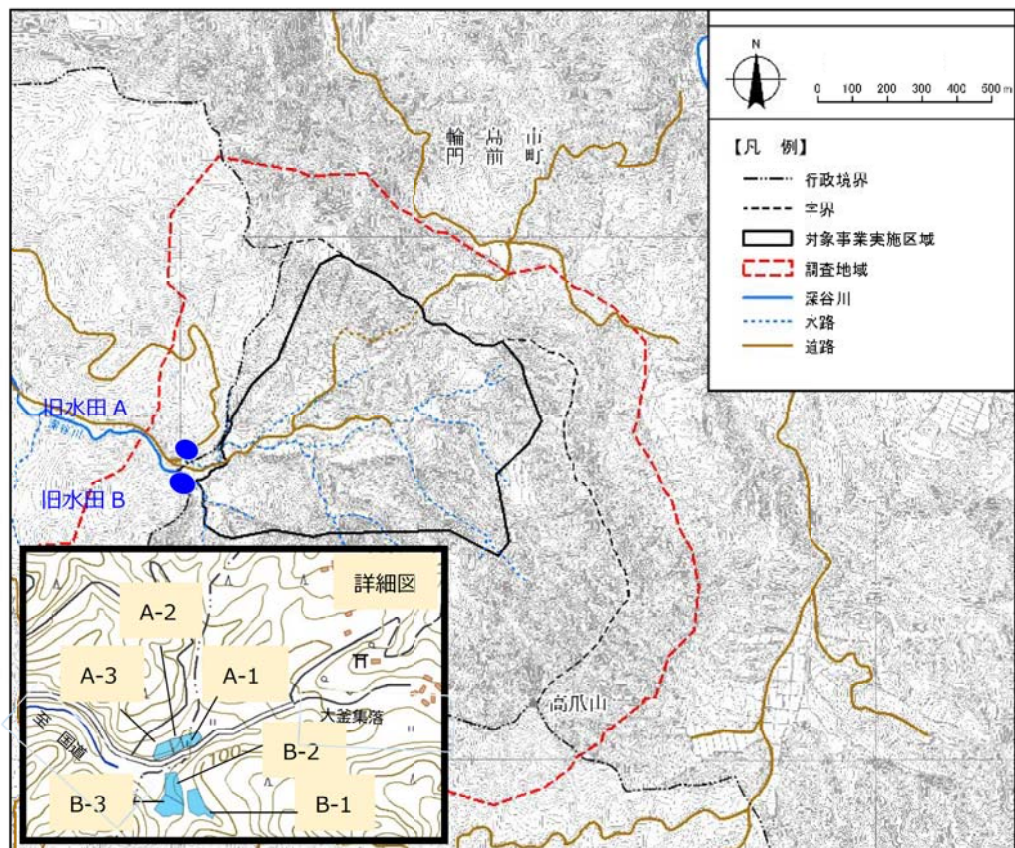 N
0 100 200 300 400 500 m
【凡 例】
行政境界
字界
対象事業実施区域
調査地域
深谷川
水路
道路
輪島市
門前町
旧水田 A
深谷川
旧水田 B
高爪山
詳細図
A-2
A-3
A-1
大釜集落
至 国道
100
B-2
B-3
B-1